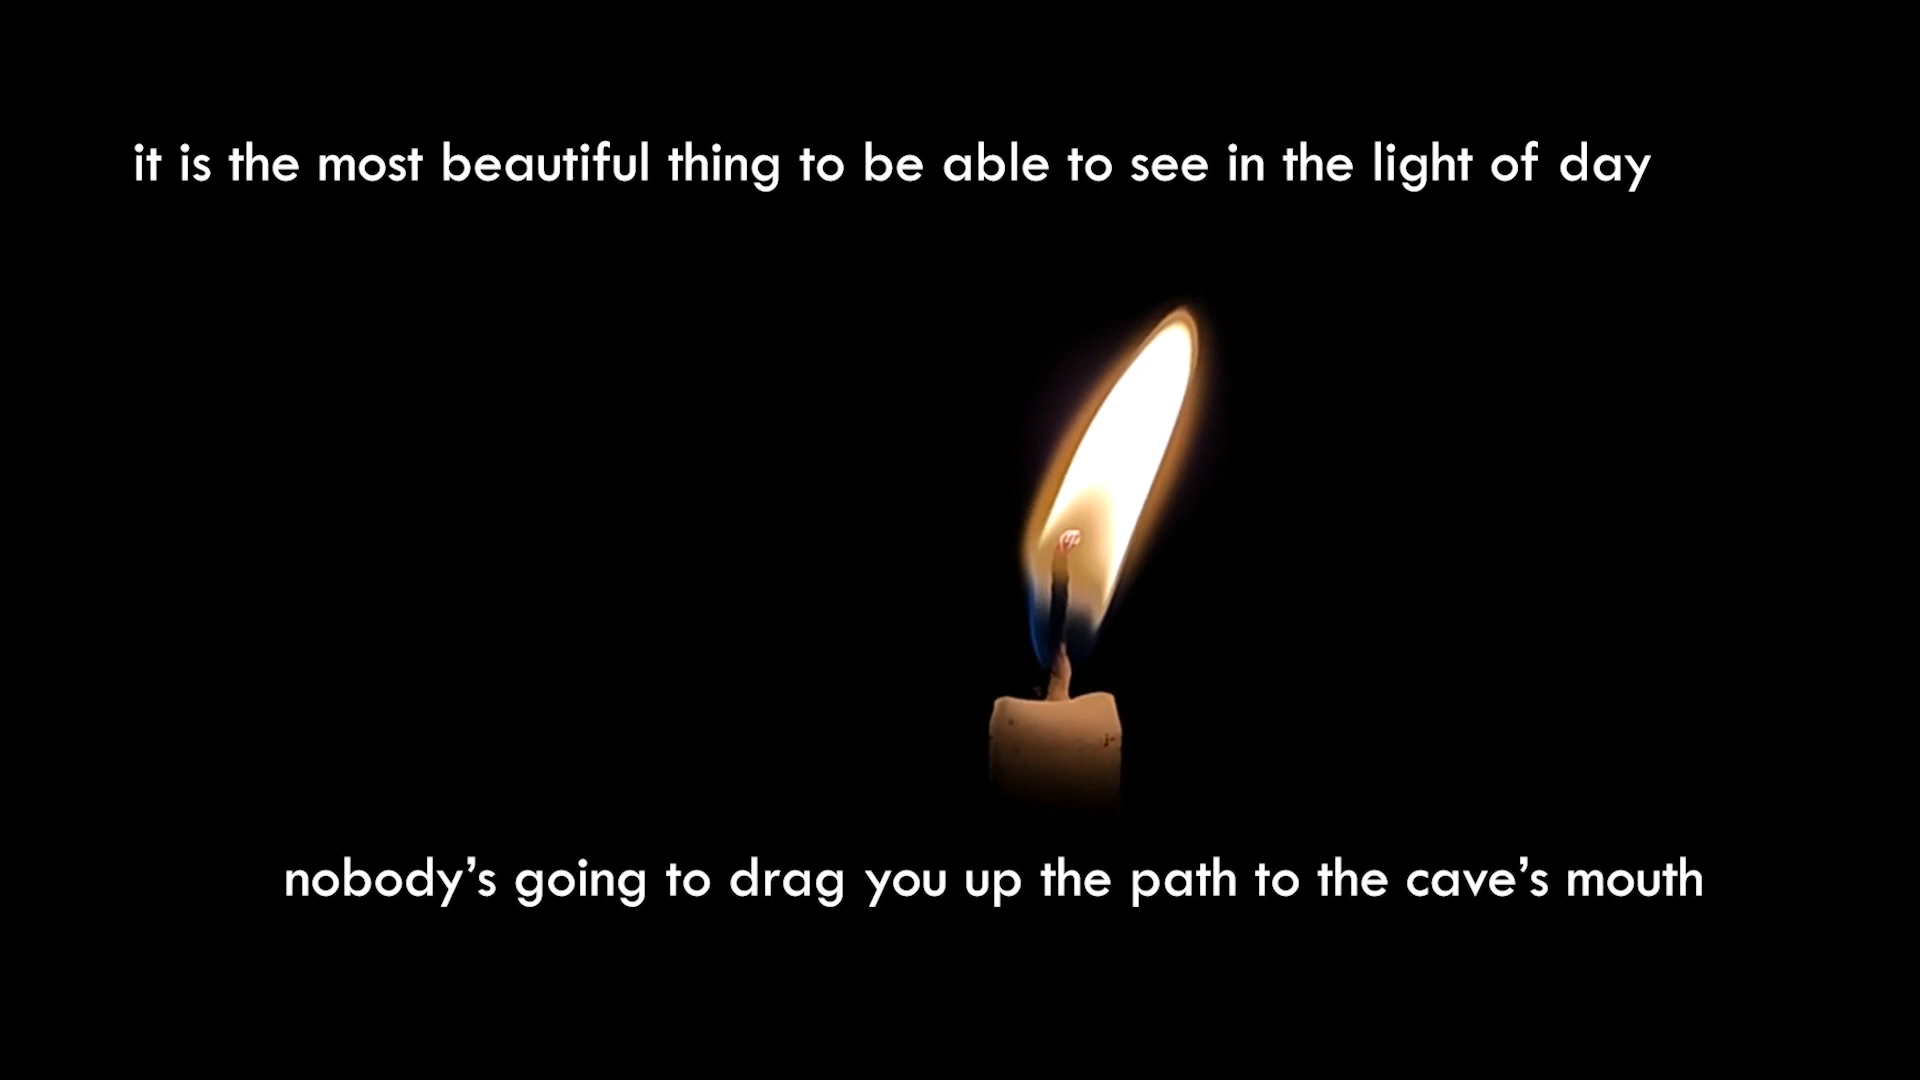 it is the most beautiful thing to be able to see in the light of day
nobody’s going to drag you up the path to the cave’s mouth